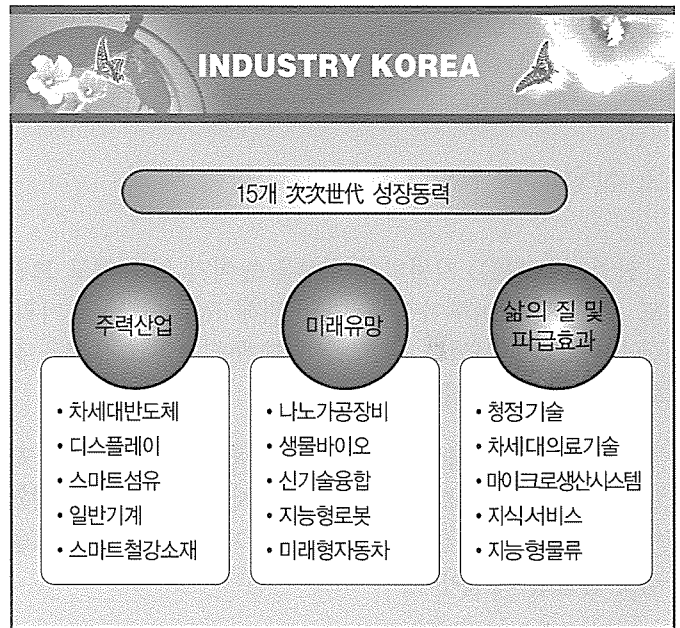 INDUSTRY KOREA
15개 次次世代 성장동력
주력산업
• 차세대반도체
• 디스플레이
• 스마트섬유
• 일반기계
• 스마트철강소재
미래유망
• 나노가공장비
• 생물바이오
• 신기술융합
• 지능형로봇
• 미래형자동차
삶의 질 및
파급효과
• 청정기술
• 차세대의료기술
• 마이크로생산시스템
• 지식서비스
• 지능형물류